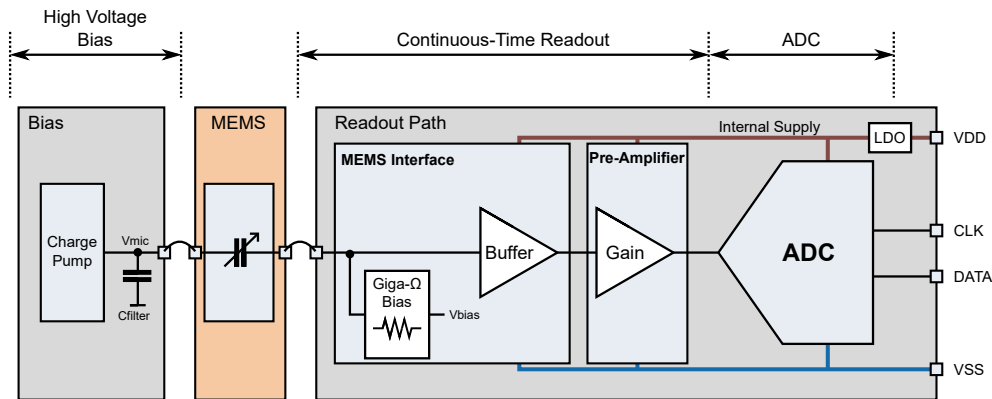 High Voltage
Bias
Continuous-Time Readout
ADC
Bias
MEMS
Readout Path
Internal Supply
LDO
VDD
MEMS Interface
Pre-Amplifier
Charge
Pump
Vmic
Cfilter
Buffer
Gain
ADC
CLK
DATA
Giga-Ω
Bias
Vbias
VSS